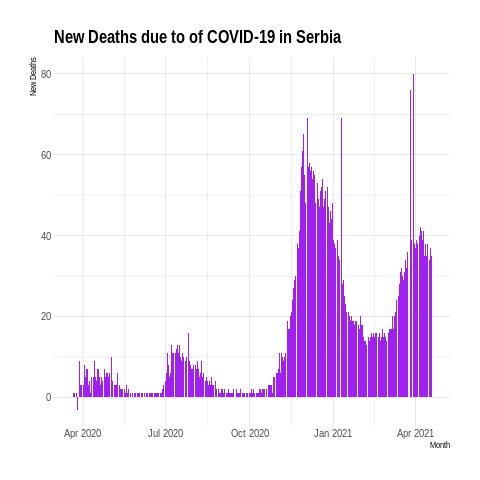 New Deaths due to of COVID-19 in Serbia
New Deaths
80
60
40
20
0
Apr 2020 Jul 2020 Oct 2020 Jan 2021 Apr 2021
Month